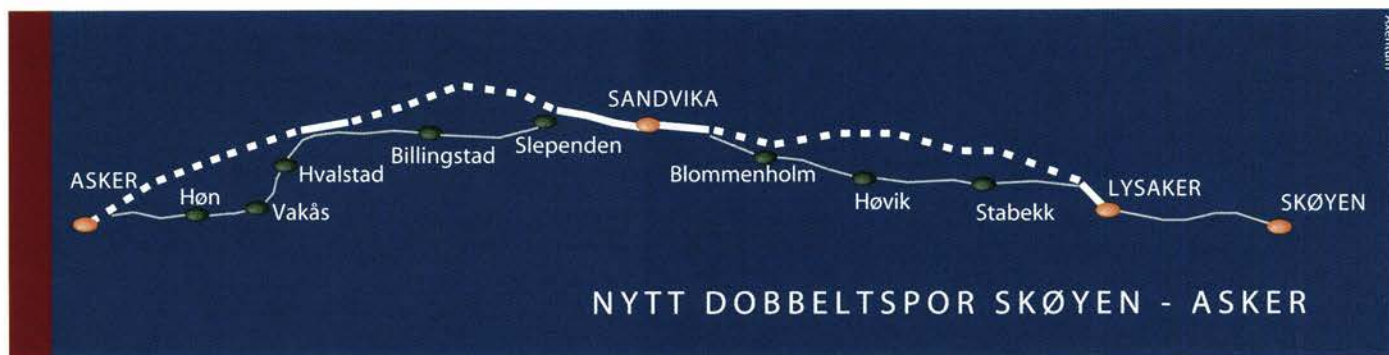 SANDVIKA
Billingstad
Slependen
Hvalstad
Blommenholm
ASKER
Høn
Vakås
Høvik
Stabekk
LYSAKER
SKØYEN
NYTT DOBBELTSPOR SKØYEN - ASKER